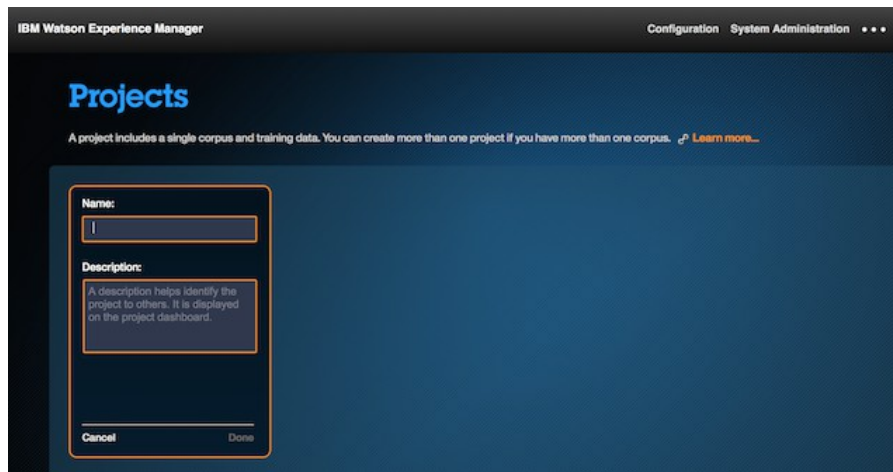 IBM Watson Experience Manager
Configuration System Administration
Projects
A project includes a single corpus and training data. You can create more than one project if you have more than one corpus. Learn more...
Name:
Description:
A description helps identify the
project to others. It is displayed
on the project dashboard.
Cancel Done